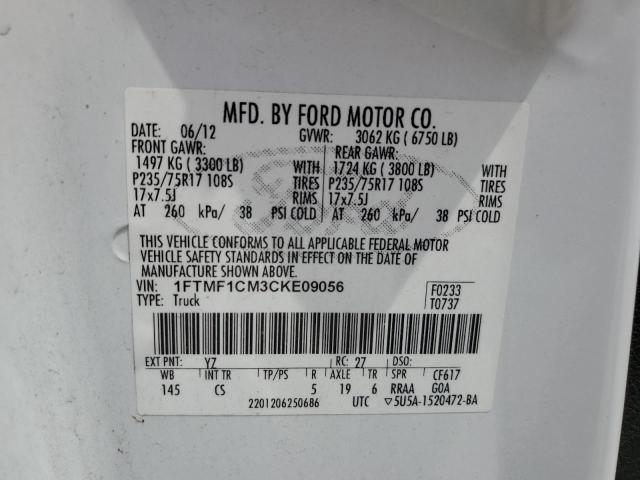 MFD. BY FORD MOTOR CO.
DATE: 06/12 GVWR: 3062 KG ( 6750 LB)
FRONT GAWR: REAR GAWR:
1497 KG ( 3300 LB) WITH 1724 KG ( 3800 LB) WITH
P235/75R17 108S TIRES P235/75R17 108S TIRES
17x7.5J RIMS 17x7.5J RIMS
AT 260 kPa/ 38 PSI COLD AT 260 kPa/ 38 PSI COLD
THIS VEHICLE CONFORMS TO ALL APPLICABLE FEDERAL MOTOR
VEHICLE SAFETY STANDARDS IN EFFECT ON THE DATE OF
MANUFACTURE SHOWN ABOVE.
VIN: 1FTMF1CM3CKE09056 F0233
TYPE: Truck T0737
EXT PNT: YZ RC: 27 DSO:
WB INT TR TP/PS R AXLE TR SPR CF617
145 CS 5 19 6 RRAA GOA
2201206250686 UTC 5U5A-1520472-BA